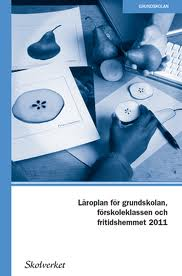 GRUNDSKOLAN
Läroplan för grundskolan,
förskoleklassen och
fritidshemmet 2011
Skolverket